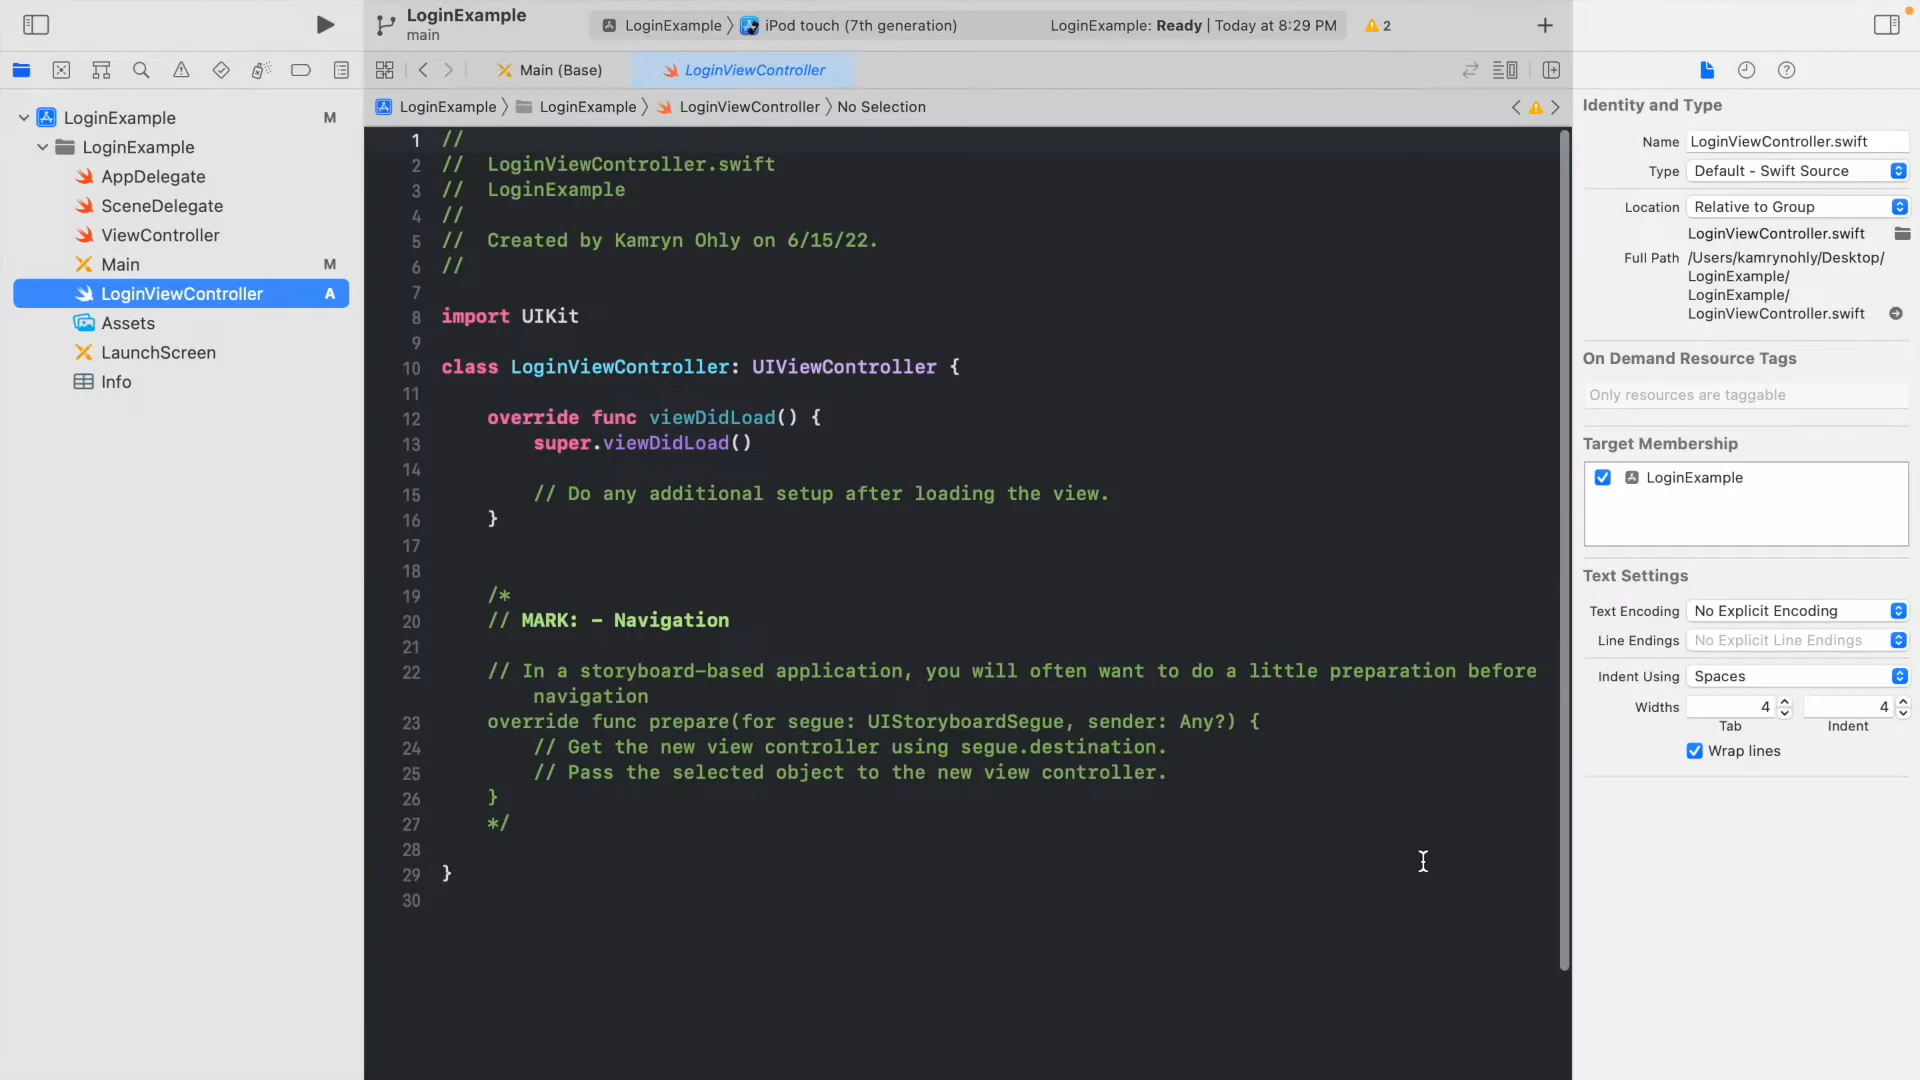 LoginExample
main
LoginExample
iPod touch (7th generation)
LoginExample: Ready | Today at 8:29 PM
2
Main (Base)
LoginViewController
LoginExample
LoginExample
LoginViewController
No Selection
LoginExample M
LoginExample
AppDelegate
SceneDelegate
ViewController
Main M
LoginViewController A
Assets
LaunchScreen
Info
1 //
2 //  LoginViewController.swift
3 //  LoginExample
4 //
5 //  Created by Kamryn Ohly on 6/15/22.
6 //
7
8 import UIKit
9
10 class LoginViewController: UIViewController {
11
12     override func viewDidLoad() {
13         super.viewDidLoad()
14
15         // Do any additional setup after loading the view.
16     }
17
18
19     /*
20     // MARK: - Navigation
21
22     // In a storyboard-based application, you will often want to do a little preparation before
navigation
23     override func prepare(for segue: UIStoryboardSegue, sender: Any?) {
24         // Get the new view controller using segue.destination.
25         // Pass the selected object to the new view controller.
26     }
27     */
28
29 }
30
Identity and Type
Name LoginViewController.swift
Type Default - Swift Source
Location Relative to Group
LoginViewController.swift
Full Path /Users/kamrynohly/Desktop/
LoginExample/
LoginExample/
LoginViewController.swift
On Demand Resource Tags
Only resources are taggable
Target Membership
LoginExample
Text Settings
Text Encoding No Explicit Encoding
Line Endings No Explicit Line Endings
Indent Using Spaces
Widths 4 4
Tab Indent
Wrap lines